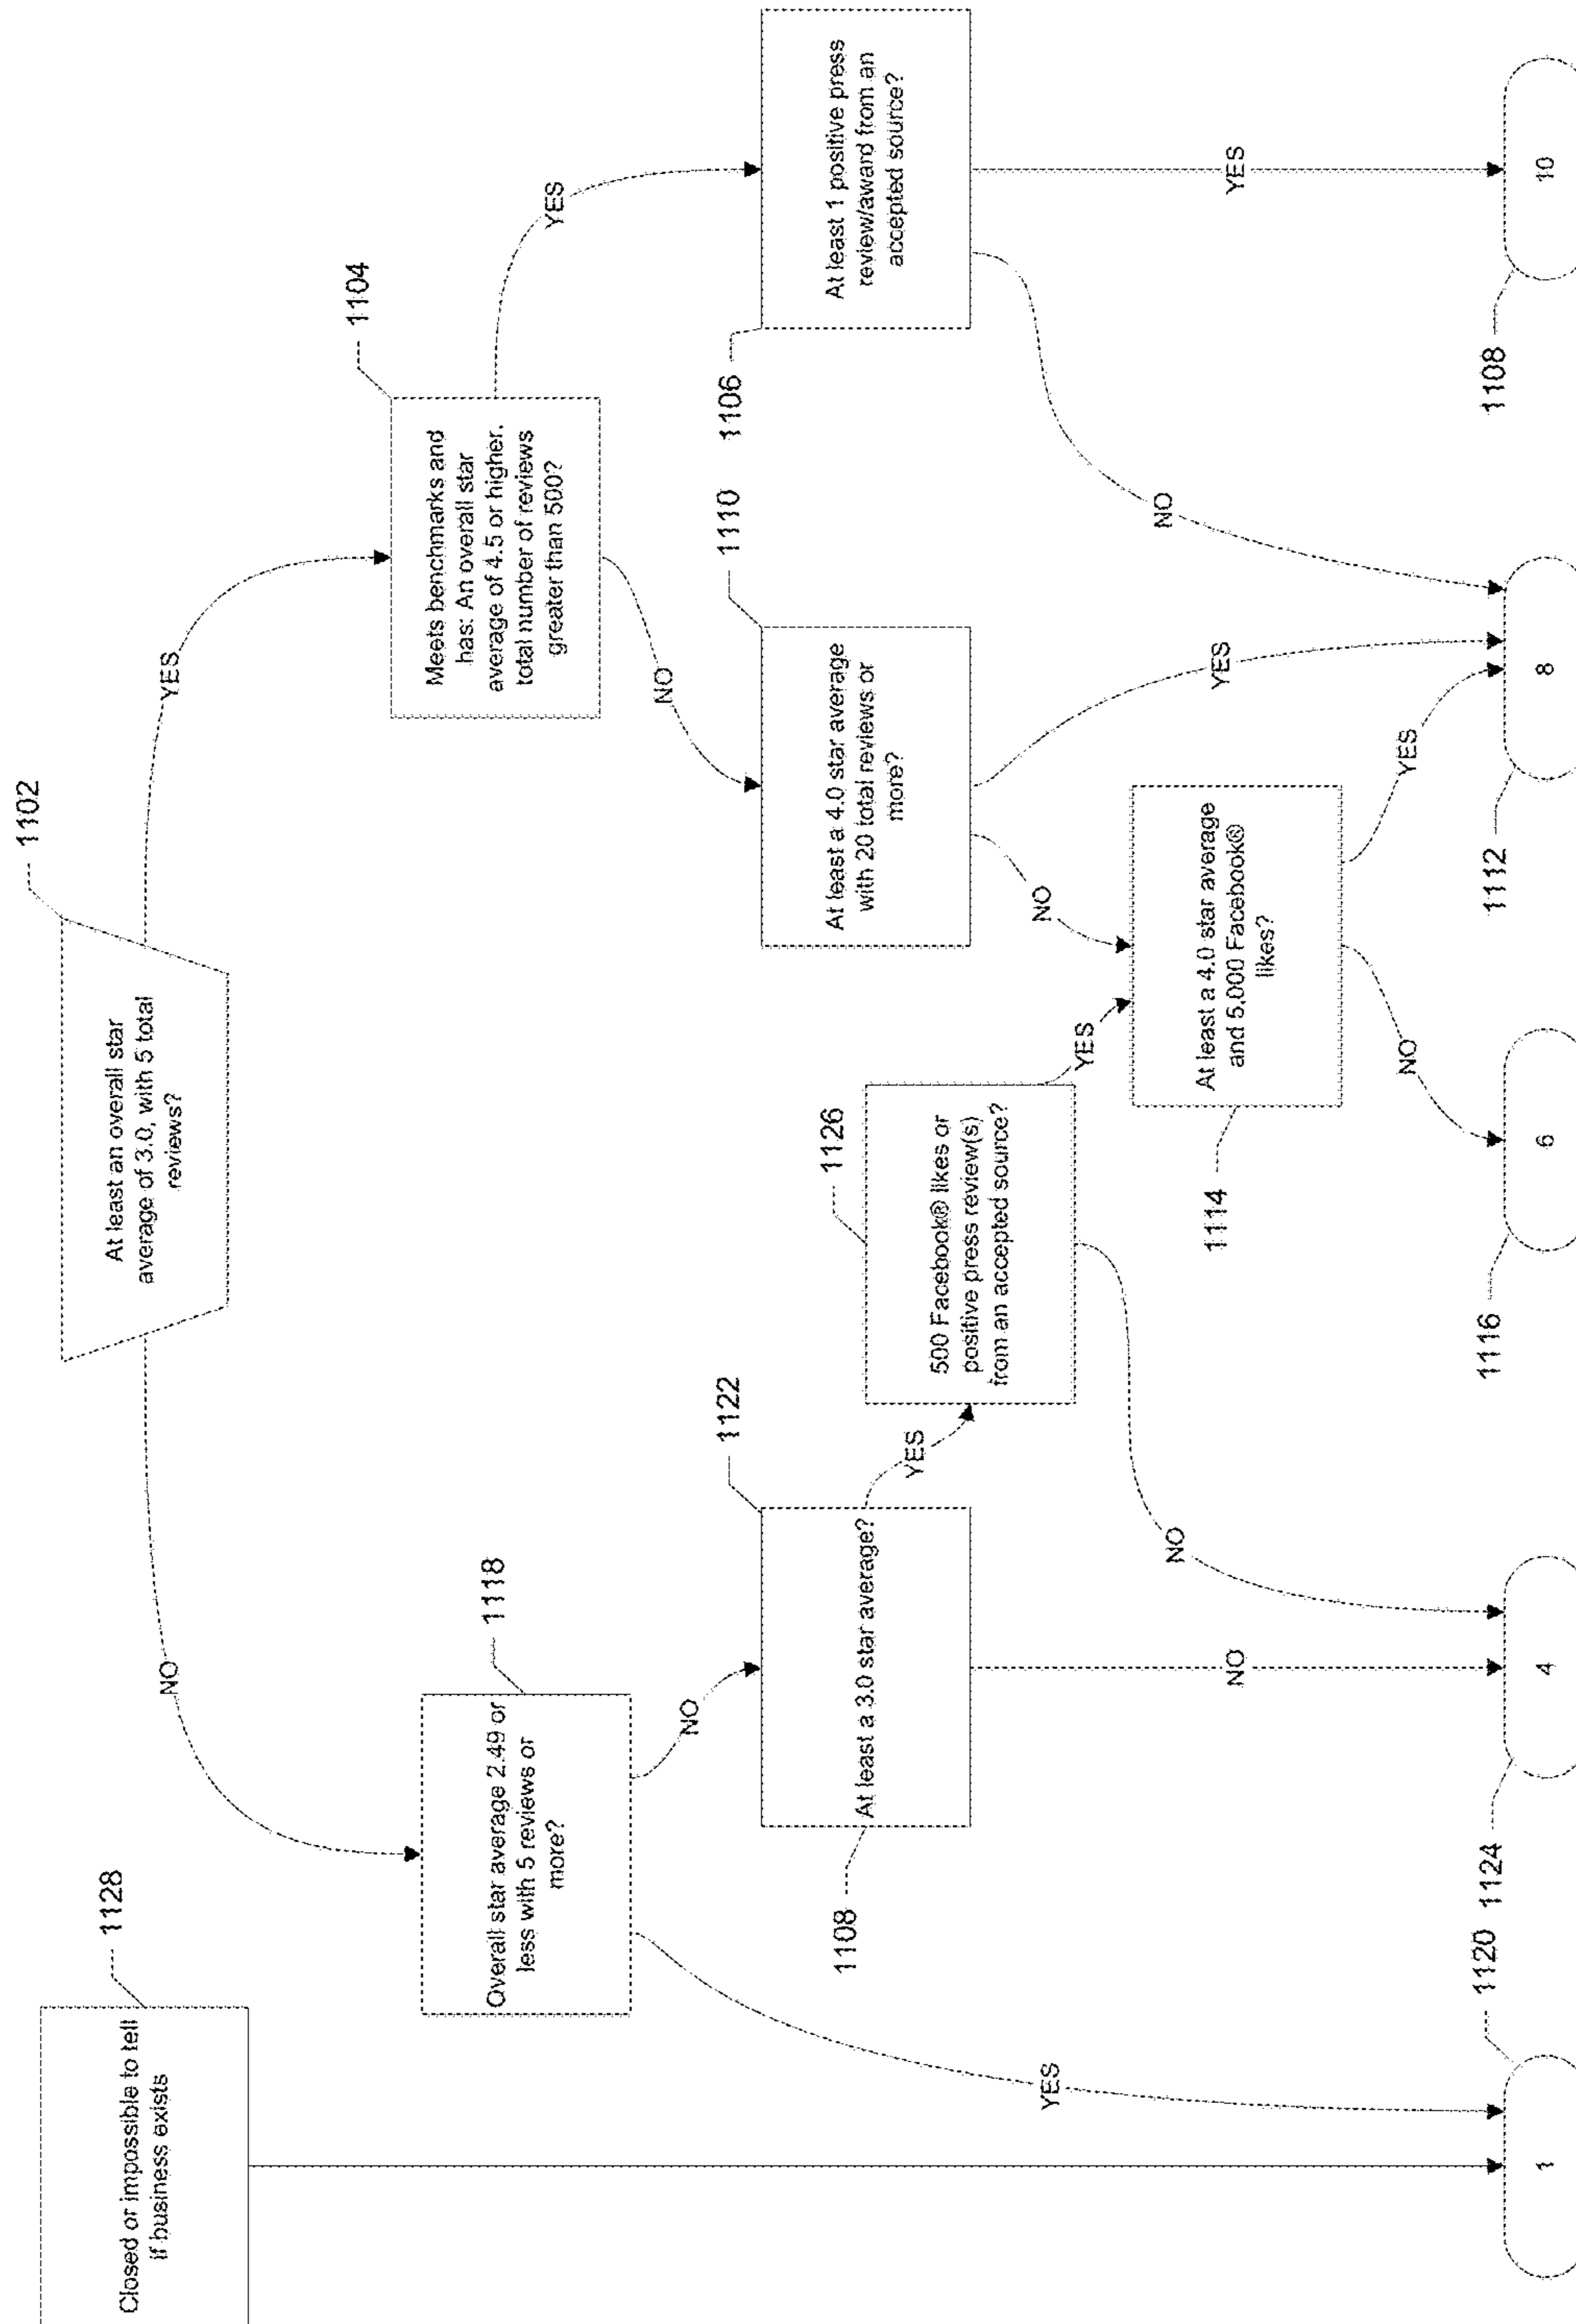 1128
Closed or impossible to tell
if business exists
1102
At least an overall star
average of 3.0, with 5 total
reviews?
NO
YES
1118
Overall star average 2.49 or
less with 5 reviews or
more?
1104
Meets benchmarks and
has: An overall star
average of 4.5 or higher,
total number of reviews
greater than 500?
YES
NO
NO
YES
1108
At least a 3.0 star average?
1122
YES
NO
1126
500 Facebook® likes or
positive press review(s)
from an accepted source?
YES
NO
1110
At least a 4.0 star average
with 20 total reviews or
more?
NO
YES
1106
At least 1 positive press
review/award from an
accepted source?
NO
YES
1114
At least a 4.0 star average
and 5,000 Facebook®
likes?
NO
YES
1120
1
1124
4
1116
6
1112
8
1108
10